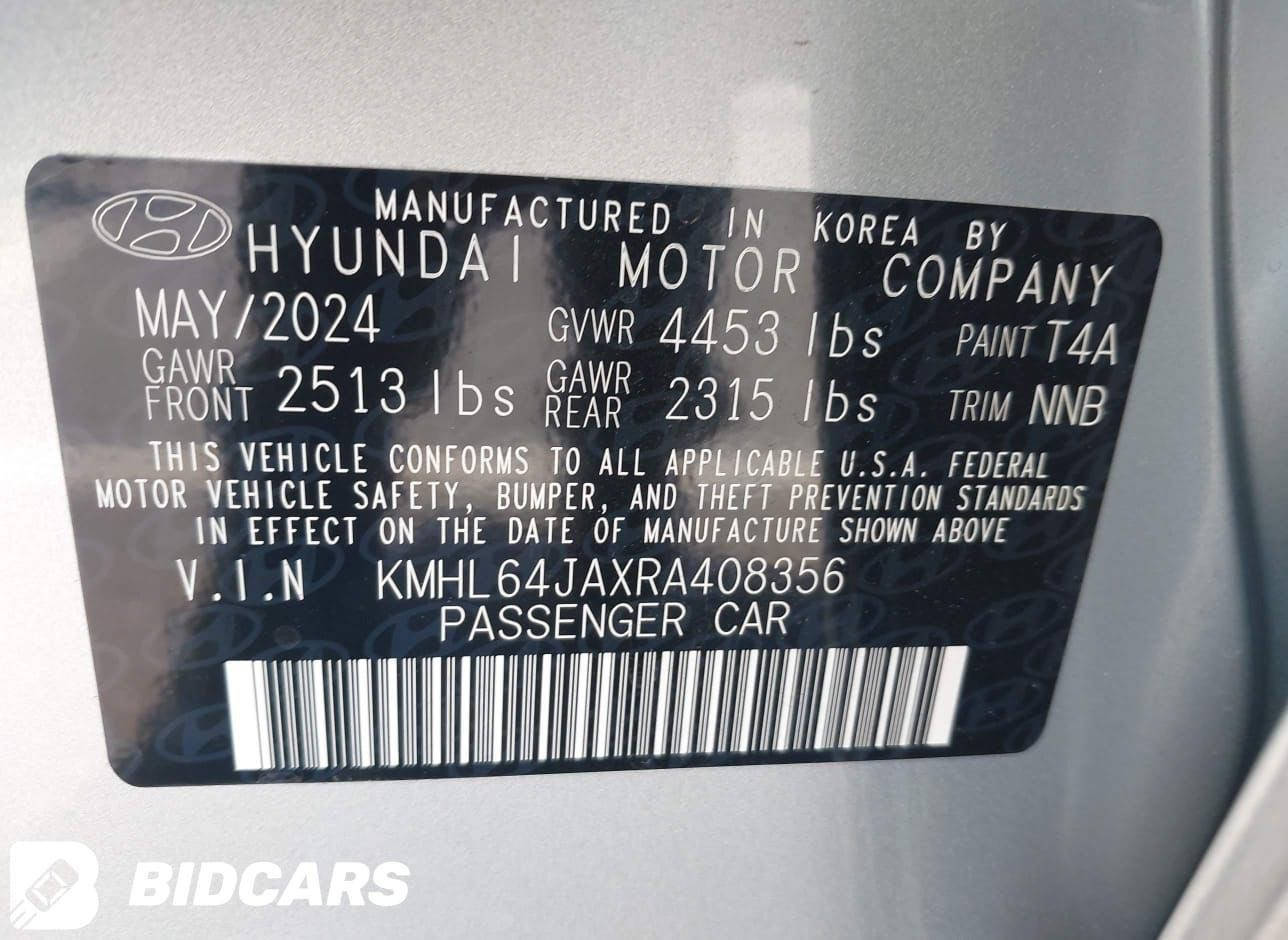 MANUFACTURED IN KOREA BY
HYUNDAI MOTOR COMPANY
MAY/2024 GVWR 4453 lbs PAINT T4A
GAWR FRONT 2513 lbs GAWR REAR 2315 lbs TRIM NNB
THIS VEHICLE CONFORMS TO ALL APPLICABLE U.S.A. FEDERAL
MOTOR VEHICLE SAFETY, BUMPER, AND THEFT PREVENTION STANDARDS
IN EFFECT ON THE DATE OF MANUFACTURE SHOWN ABOVE
V.I.N KMHL64JAXRA408356
PASSENGER CAR
BIDCARS